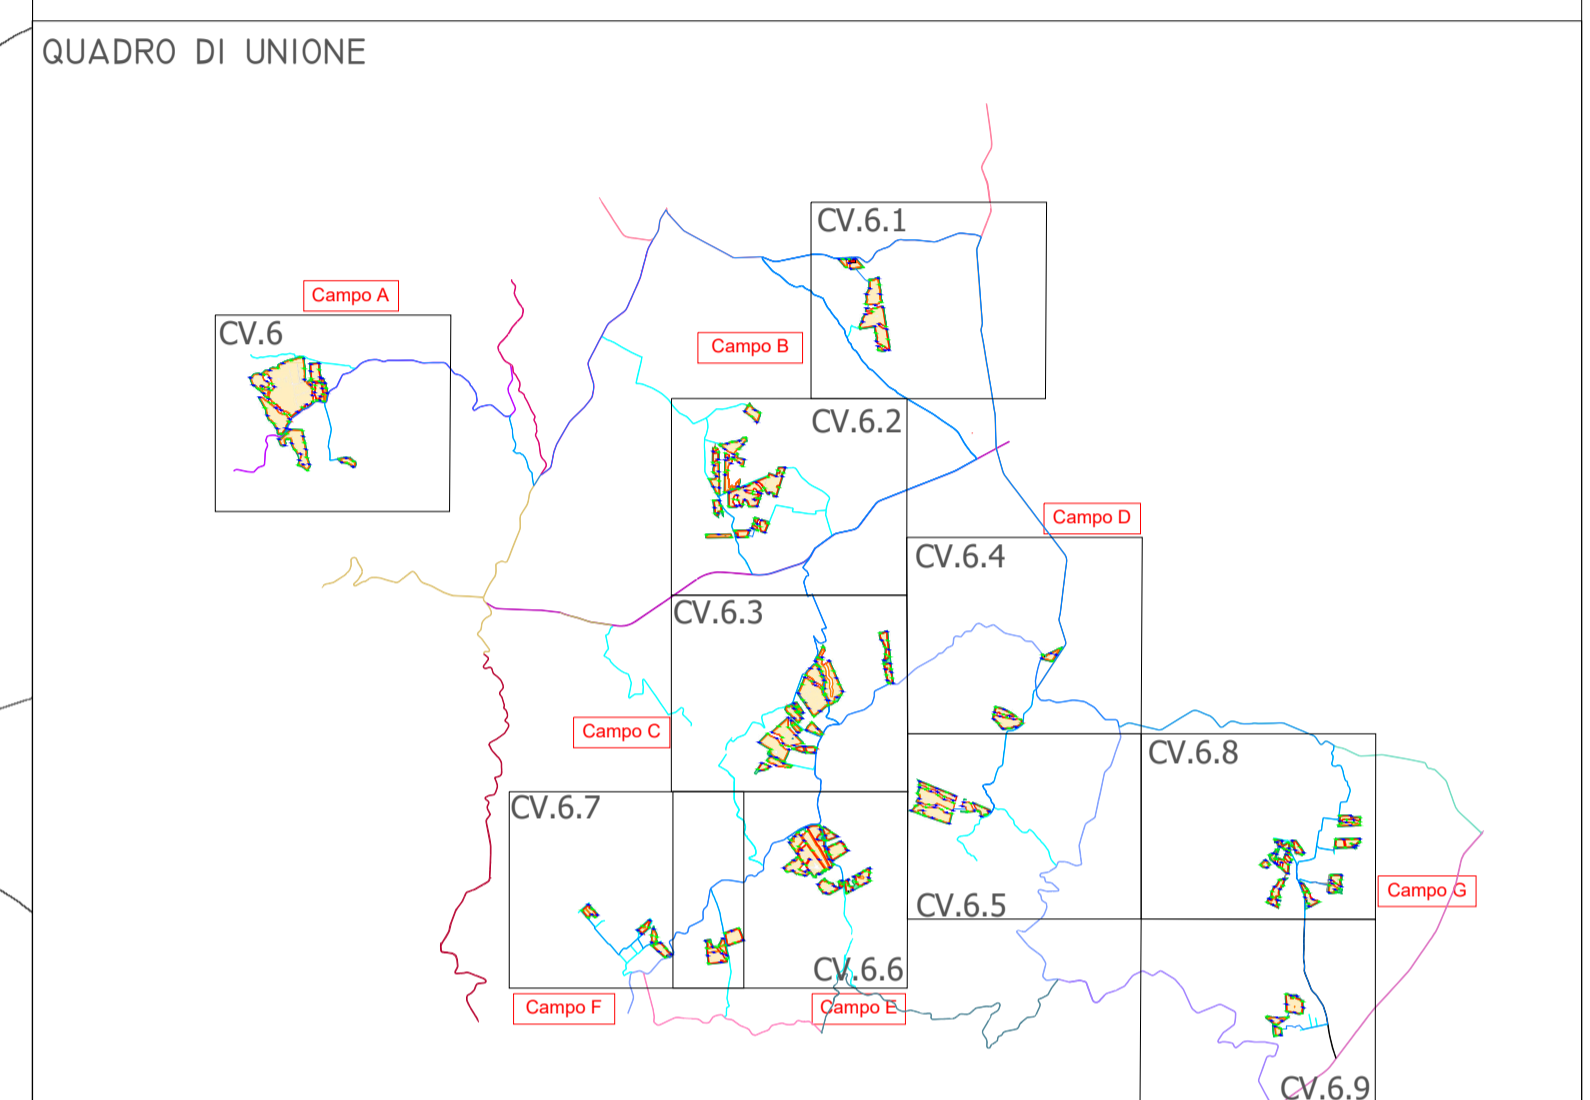 QUADRO DI UNIONE
CV.6.1
Campo A
CV.6
Campo B
CV.6.2
Campo D
CV.6.4
CV.6.3
Campo C
CV.6.8
CV.6.7
Campo G
CV.6.5
CV.6.6
Campo F
Campo E
CV.6.9